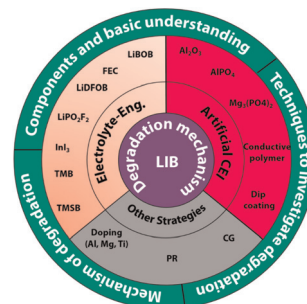 Components and basic understanding
Techniques to investigate degradation
Mechanism of degradation
Electrolyte-Eng.
Artificial CEI
Other Strategies
Degradation mechanism
LIB
LiBOB
FEC
LiDFOB
LiPO₂F₂
InI₃
TMB
TMSB
Al₂O₃
AlPO₄
Mg₃(PO4)₂
Conductive
polymer
Dip
coating
Doping
(Al, Mg, Ti)
PR
CG